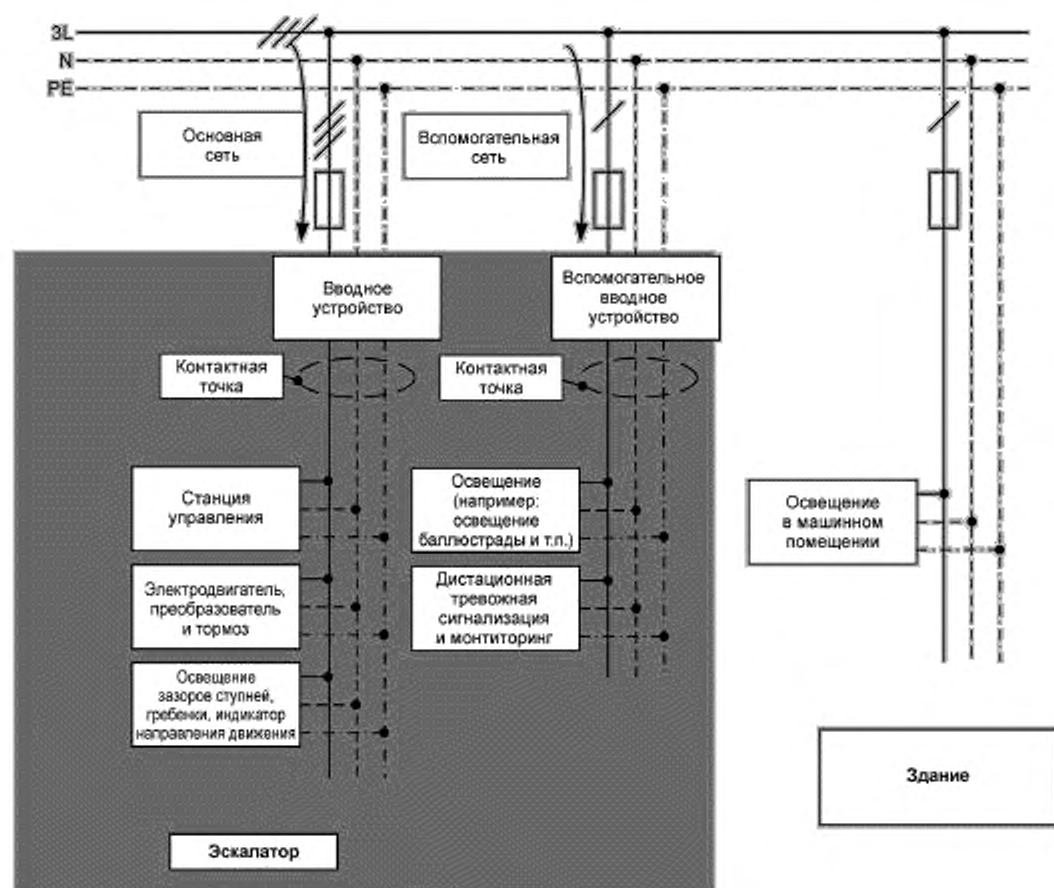 3L
N
PE
Основная
сеть
Вспомогательная
сеть
Вводное
устройство
Вспомогательное
вводное
устройство
Контактная
точка
Контактная
точка
Станция
управления
Освещение
(например:
освещение
баллюстрады и т.п.)
Освещение
в машинном
помещении
Электродвигатель,
преобразователь
и тормоз
Дистационная
тревожная
сигнализация
и монтиторинг
Освещение
зазоров ступней,
гребенки, индикатор
направления движения
Здание
Эскалатор